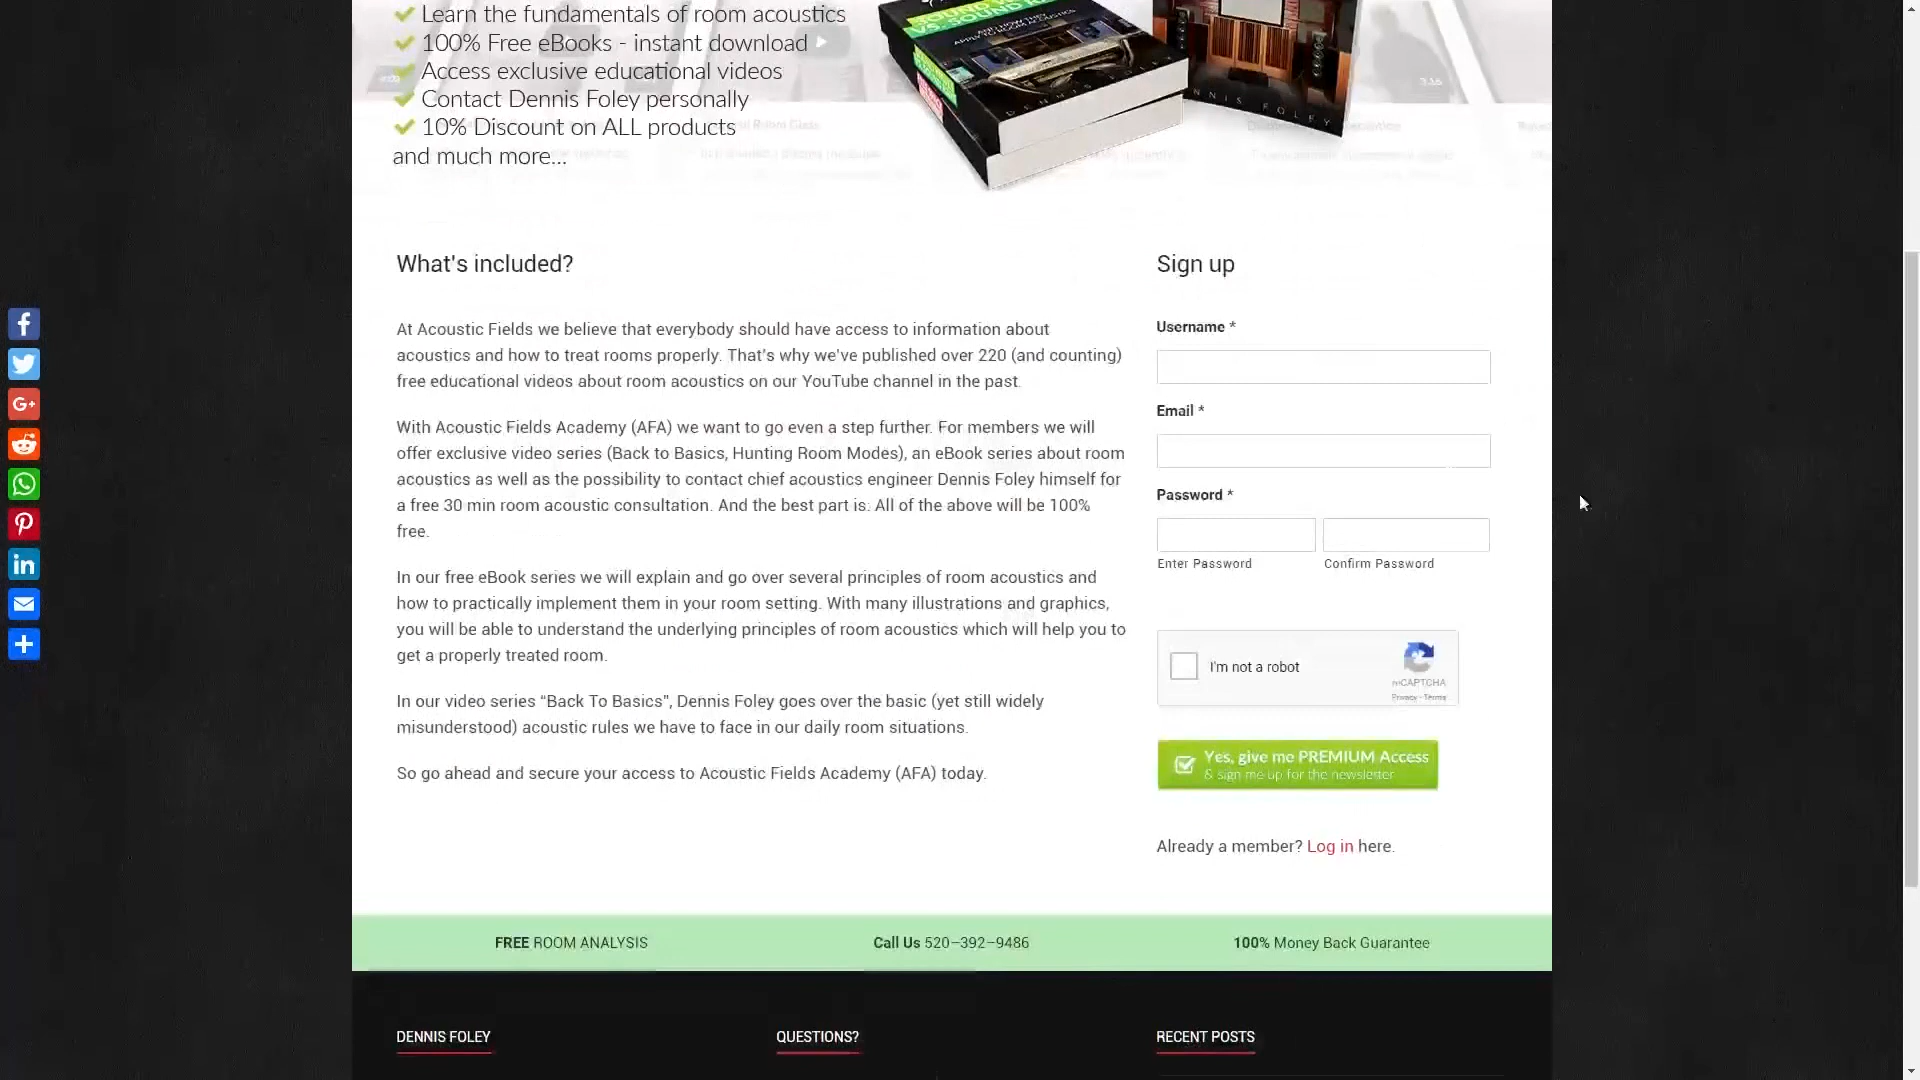 Learn the fundamentals of room acoustics
100% Free eBooks - instant download
Access exclusive educational videos
Contact Dennis Foley personally
10% Discount on ALL products
and much more...
What's included?
At Acoustic Fields we believe that everybody should have access to information about
acoustics and how to treat rooms properly. That's why we've published over 220 (and counting)
free educational videos about room acoustics on our YouTube channel in the past.
With Acoustic Fields Academy (AFA) we want to go even a step further. For members we will
offer exclusive video series (Back to Basics, Hunting Room Modes), an eBook series about room
acoustics as well as the possibility to contact chief acoustics engineer Dennis Foley himself for
a free 30 min room acoustic consultation. And the best part is: All of the above will be 100%
free.
In our free eBook series we will explain and go over several principles of room acoustics and
how to practically implement them in your room setting. With many illustrations and graphics,
you will be able to understand the underlying principles of room acoustics which will help you to
get a properly treated room.
In our video series “Back To Basics”, Dennis Foley goes over the basic (yet still widely
misunderstood) acoustic rules we have to face in our daily room situations.
So go ahead and secure your access to Acoustic Fields Academy (AFA) today.
Sign up
Username *
Email *
Password *
Enter Password Confirm Password
I'm not a robot
reCAPTCHA
Privacy - Terms
Yes, give me PREMIUM Access
& sign me up for the newsletter
Already a member? Log in here.
FREE ROOM ANALYSIS Call Us 520–392–9486 100% Money Back Guarantee
DENNIS FOLEY QUESTIONS? RECENT POSTS